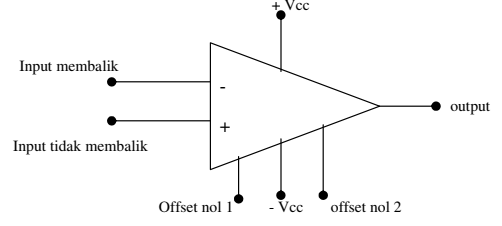 + Vcc
Input membalik
-
output
+
Input tidak membalik
Offset nol 1
- Vcc
offset nol 2